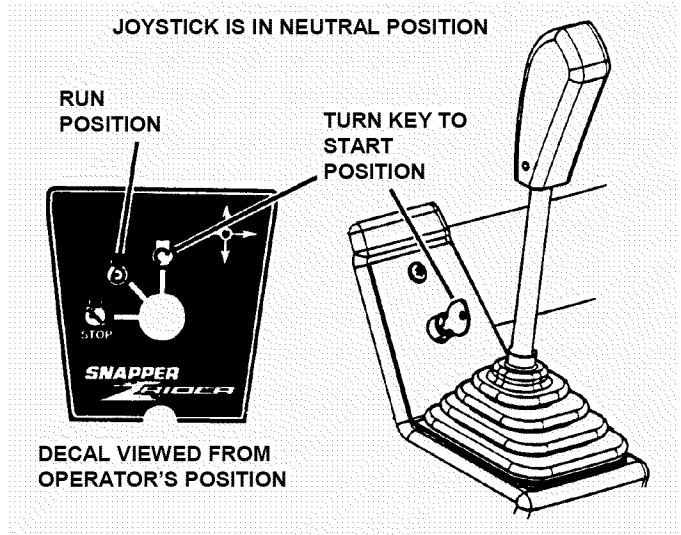 JOYSTICK IS IN NEUTRAL POSITION
RUN
POSITION
TURN KEY TO
START
POSITION
STOP
SNAPPER
ZRIDER
DECAL VIEWED FROM
OPERATOR'S POSITION